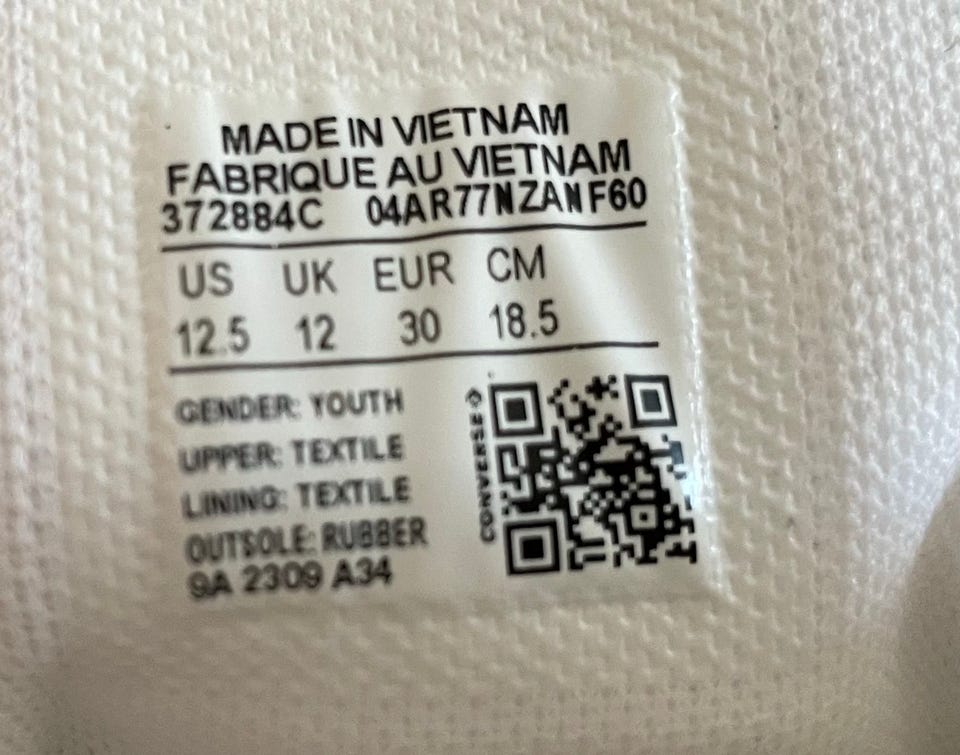 MADE IN VIETNAM
FABRIQUE AU VIETNAM
372884C 04AR77NZANF60
US UK EUR CM
12.5 12 30 18.5
GENDER: YOUTH
UPPER: TEXTILE
LINING: TEXTILE
OUTSOLE: RUBBER
9A 2309 A34
CONVERSE